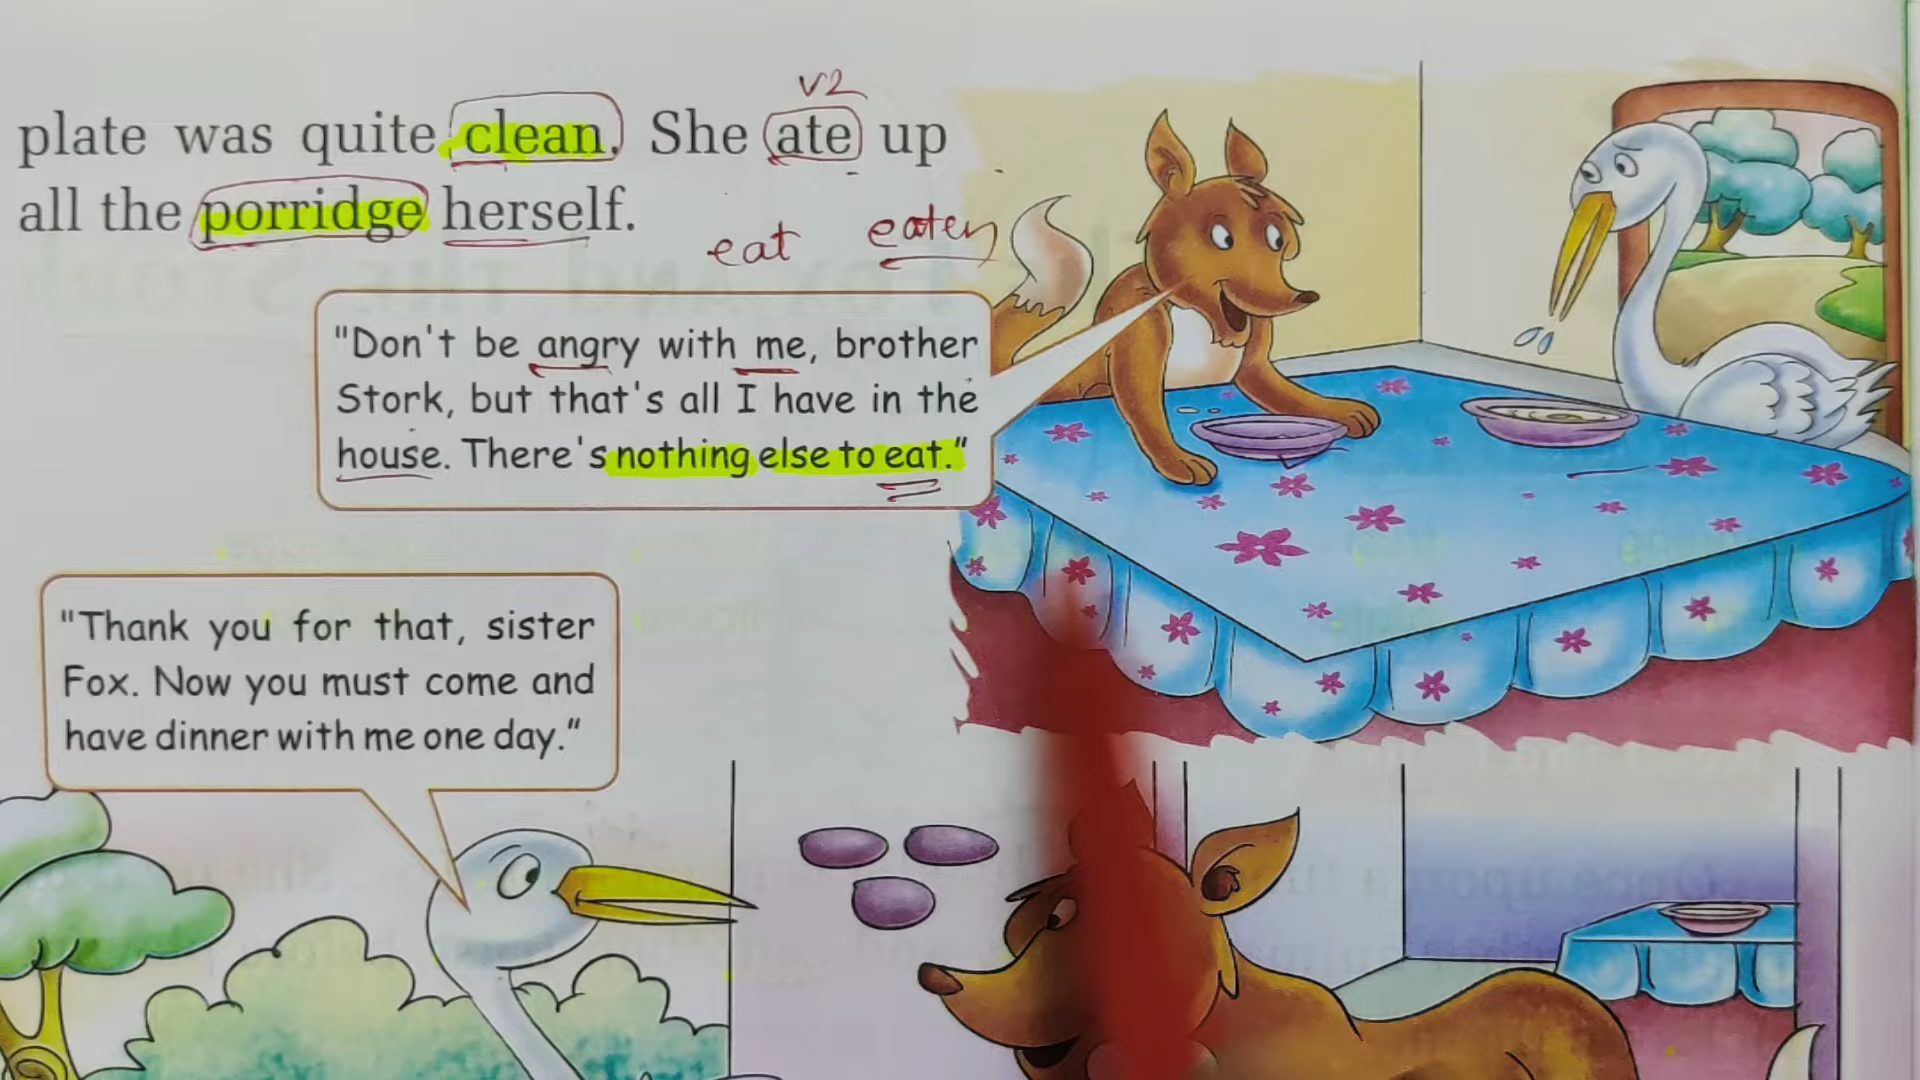 V2
plate was quite clean. She ate up
all the porridge herself.
eat eaten
"Don't be angry with me, brother
Stork, but that's all I have in the
house. There's nothing else to eat."
"Thank you for that, sister
Fox. Now you must come and
have dinner with me one day."